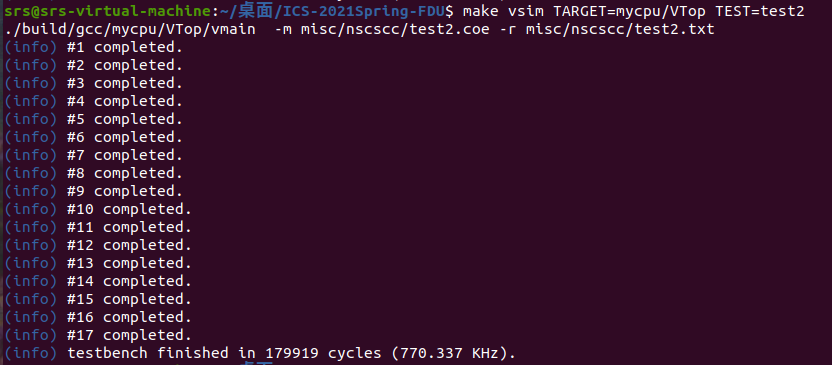 srs@srs-virtual-machine:~/桌面/ICS-2021Spring-FDU$ make vsim TARGET=mycpu/VTop TEST=test2
./build/gcc/mycpu/VTop/vmain  -m misc/nscscc/test2.coe -r misc/nscscc/test2.txt
(info) #1 completed.
(info) #2 completed.
(info) #3 completed.
(info) #4 completed.
(info) #5 completed.
(info) #6 completed.
(info) #7 completed.
(info) #8 completed.
(info) #9 completed.
(info) #10 completed.
(info) #11 completed.
(info) #12 completed.
(info) #13 completed.
(info) #14 completed.
(info) #15 completed.
(info) #16 completed.
(info) #17 completed.
(info) testbench finished in 179919 cycles (770.337 KHz).